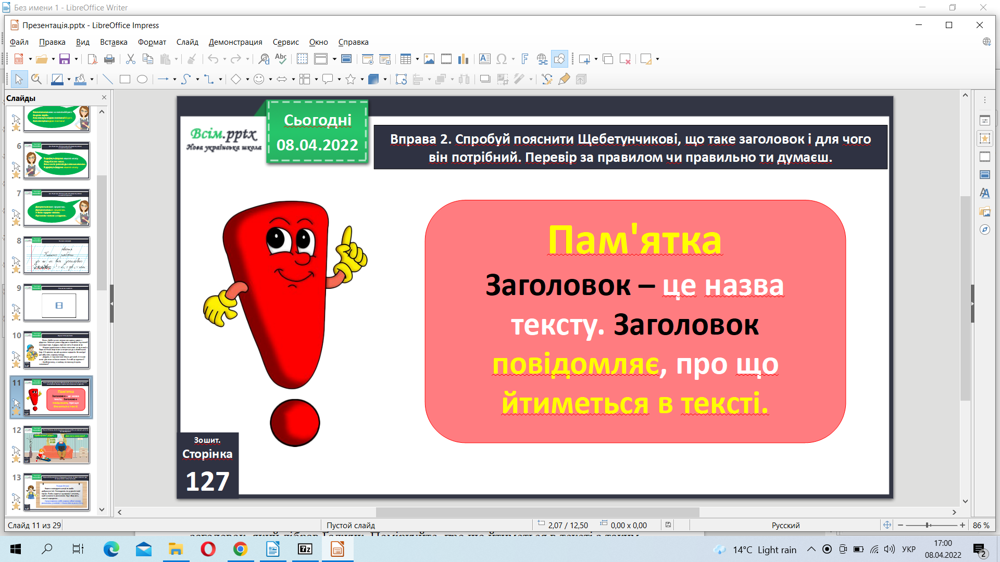 Без имени 1 - LibreOffice Writer
Презентація.pptx - LibreOffice Impress
Файл Правка Вид Вставка Формат Слайд Демонстрация Сервис Окно Справка
Слайды
6
7
8
9
10
11
12
13
Всім.pptx
Нова українська школа
Сьогодні
08.04.2022
Вправа 2. Спробуй пояснити Щебетунчикові, що таке заголовок і для чого
він потрібний. Перевір за правилом чи правильно ти думаєш.
Пам'ятка
Заголовок – це назва
тексту. Заголовок
повідомляє, про що
йтиметься в тексті.
Зошит.
Сторінка
127
Слайд 11 из 29
Пустой слайд
2,07 / 12,50
0,00 x 0,00
Русский
86 %
14°C Light rain
УКР
17:00
08.04.2022
2